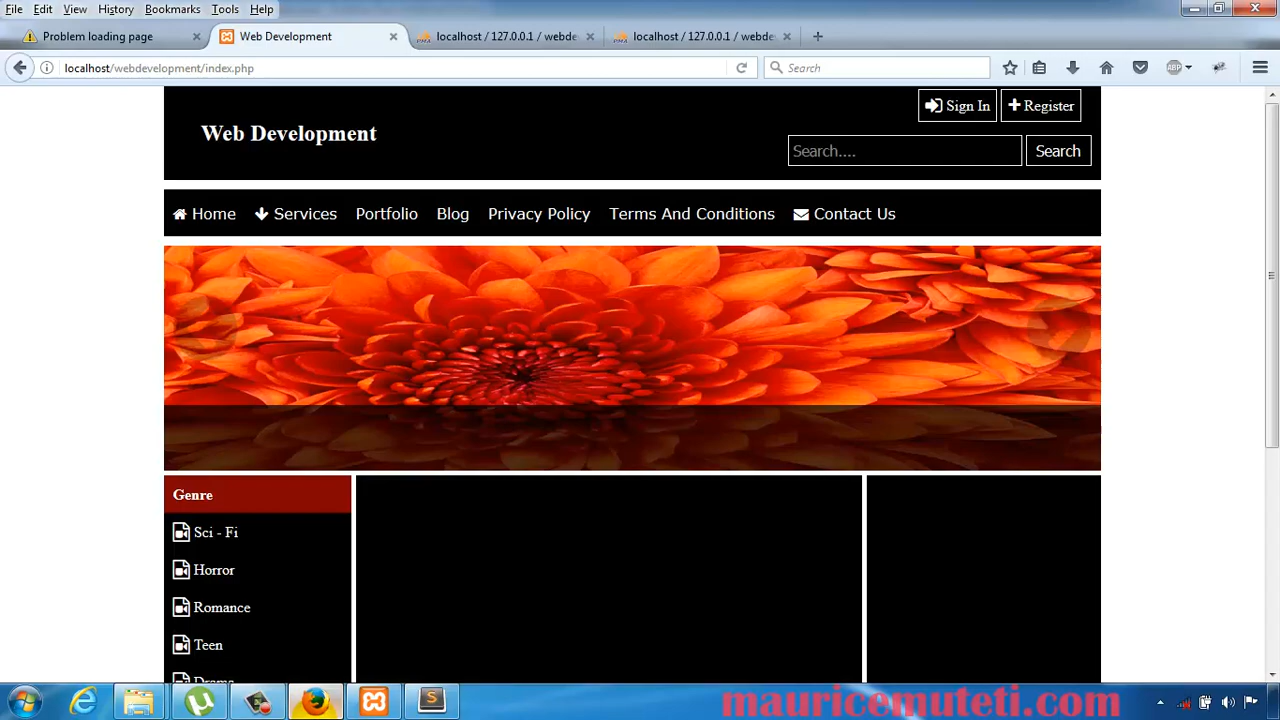 File Edit View History Bookmarks Tools Help
Problem loading page
Web Development
localhost / 127.0.0.1 / webde
localhost / 127.0.0.1 / webde
localhost/webdevelopment/index.php
Search
ABP
Sign In
Register
Web Development
Search....
Search
Home Services Portfolio Blog Privacy Policy Terms And Conditions Contact Us
Genre
Sci - Fi
Horror
Romance
Teen
Drama
mauricemuteti.com